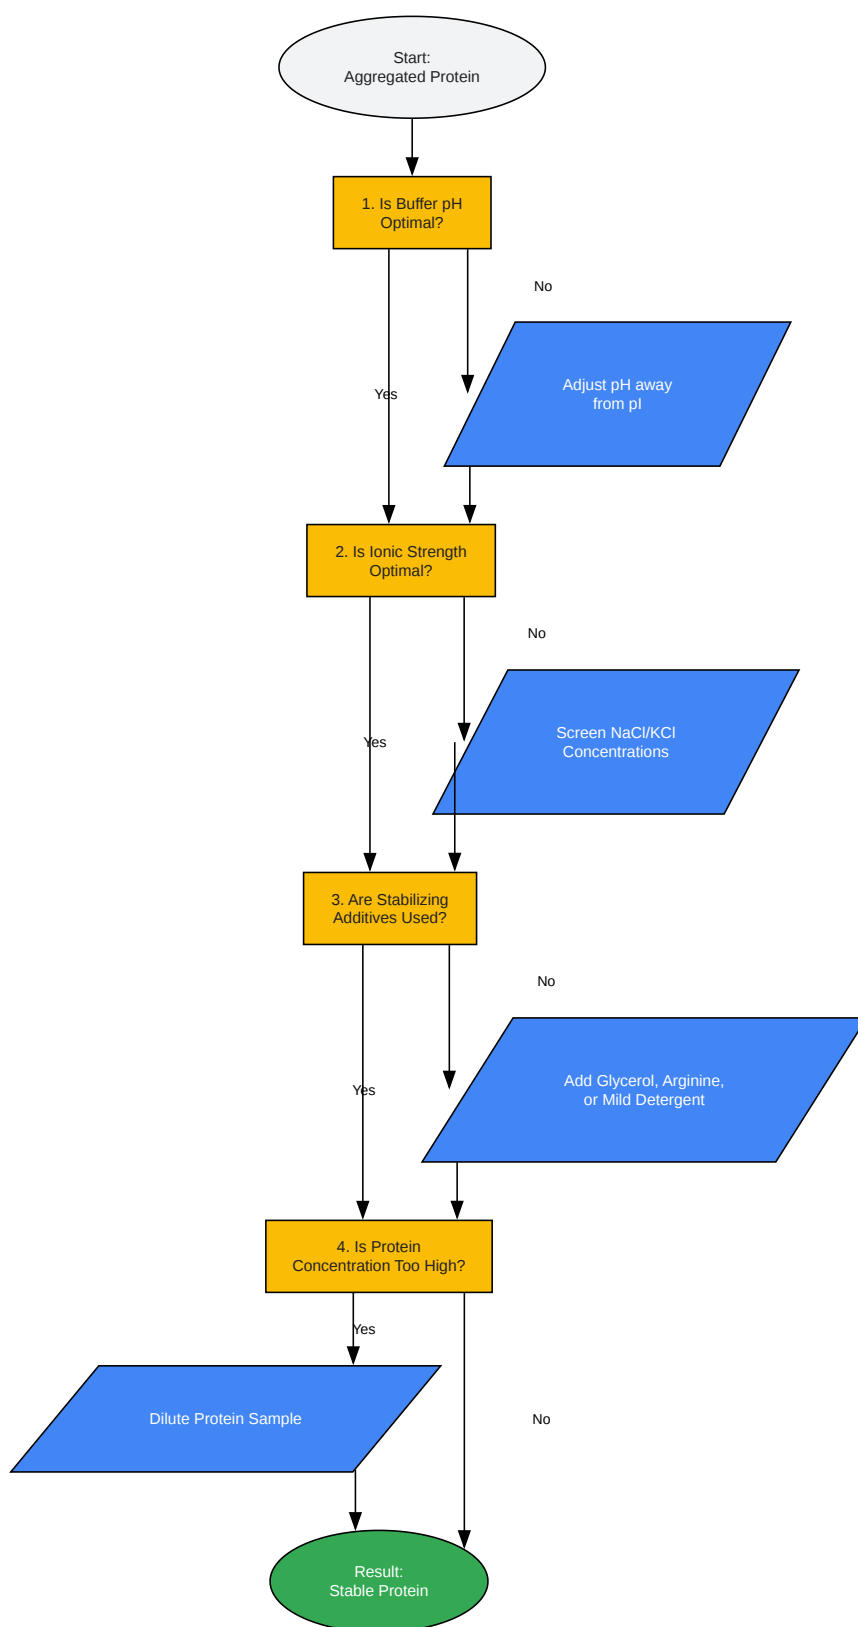 Start:
Aggregated Protein
1. Is Buffer pH
Optimal?
No
Yes
Adjust pH away
from pI
2. Is Ionic Strength
Optimal?
No
Yes
Screen NaCl/KCl
Concentrations
3. Are Stabilizing
Additives Used?
No
Yes
Add Glycerol, Arginine,
or Mild Detergent
4. Is Protein
Concentration Too High?
Yes
Dilute Protein Sample
No
Result:
Stable Protein